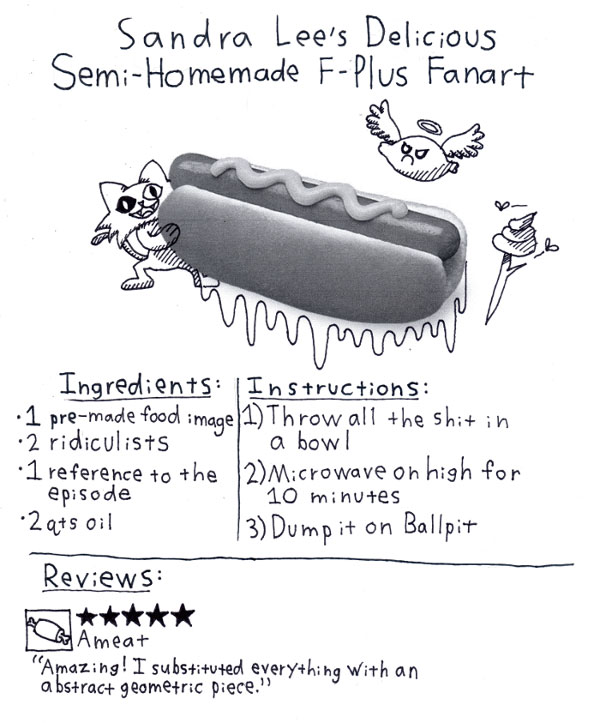 Sandra Lee's Delicious
Semi-Homemade F-Plus Fanart
Ingredients:
·1 pre-made food image
·2 ridiculists
·1 reference to the
episode
·2 qts oil
Instructions:
1) Throw all the shit in
a bowl
2) Microwave on high for
10 minutes
3) Dump it on Ballpit
Reviews:
★★★★★
Ameat
"Amazing! I substituted everything with an
abstract geometric piece."